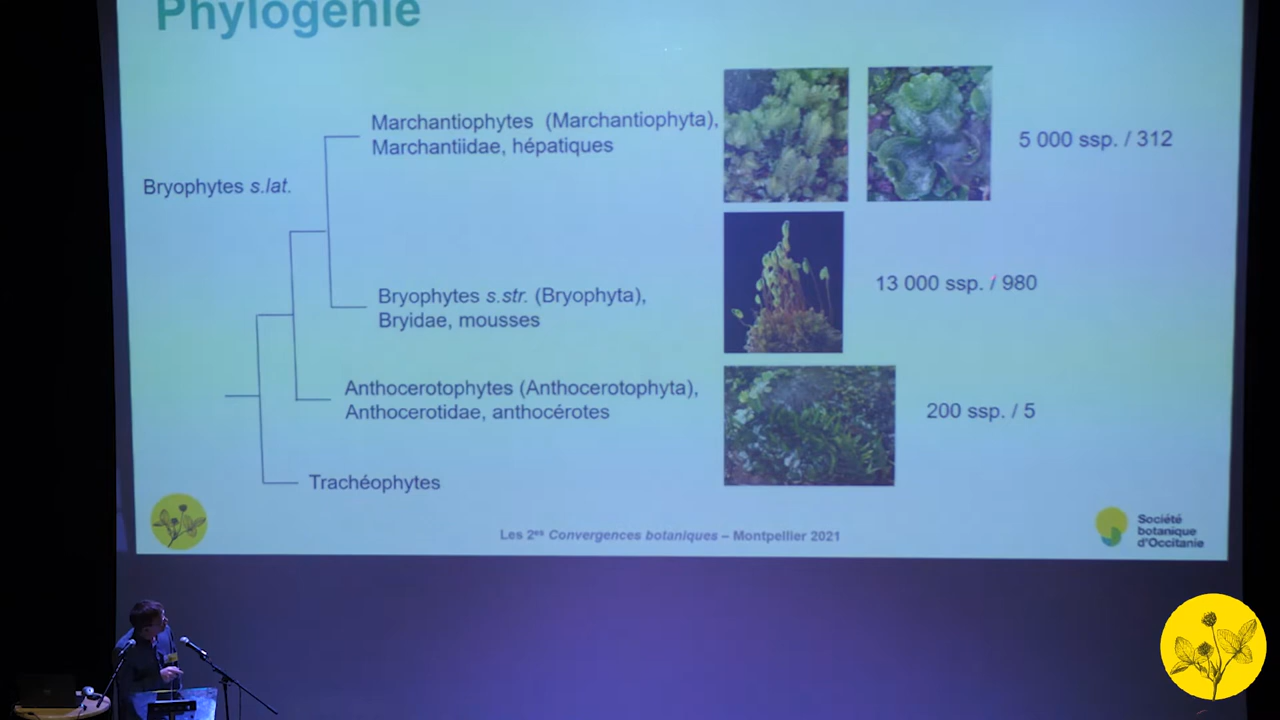 Phylogénie
Marchantiophytes (Marchantiophyta),
Marchantiidae, hépatiques
5 000 ssp. / 312
Bryophytes s.lat.
Bryophytes s.str. (Bryophyta),
Bryidae, mousses
13 000 ssp. / 980
Anthocerotophytes (Anthocerotophyta),
Anthocerotidae, anthocérotes
200 ssp. / 5
Trachéophytes
Les 2es Convergences botaniques – Montpellier 2021
Société
botanique
d'Occitanie